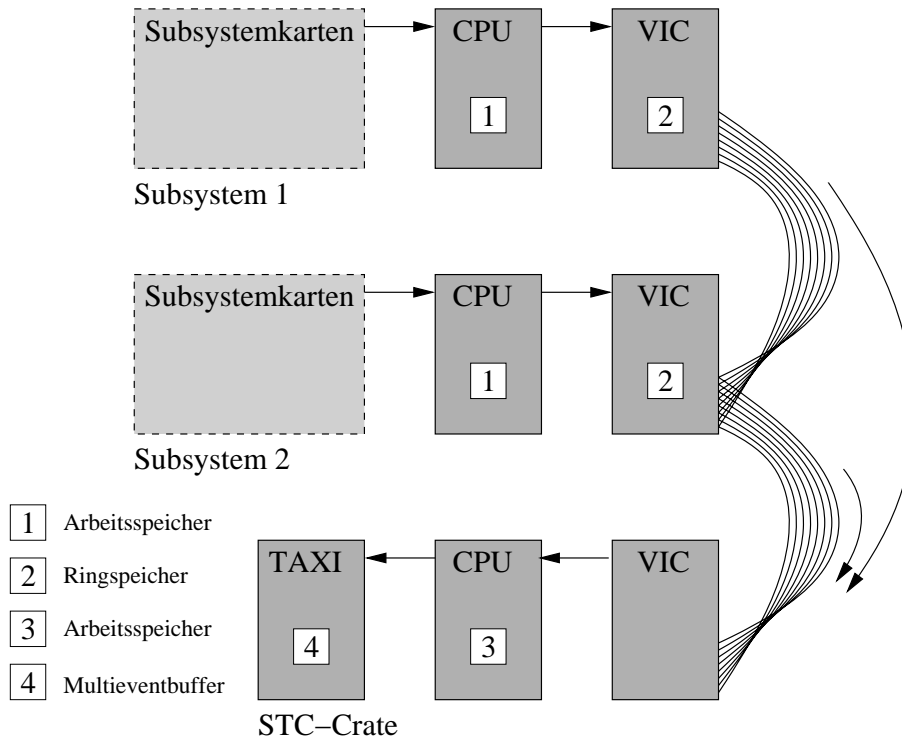 Subsystemkarten
CPU
VIC
1
2
Subsystem 1
Subsystemkarten
CPU
VIC
1
2
Subsystem 2
1 Arbeitsspeicher
2 Ringspeicher
3 Arbeitsspeicher
4 Multieventbuffer
TAXI
CPU
VIC
4
3
STC−Crate